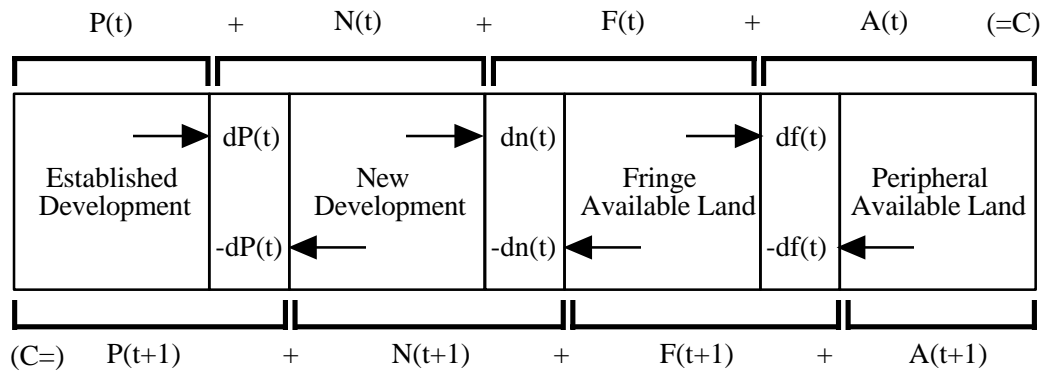 P(t) + N(t) + F(t) + A(t) (=C)
dP(t) dn(t) df(t)
Established Development
New Development
Fringe Available Land
Peripheral Available Land
-dP(t) -dn(t) -df(t)
(C=) P(t+1) + N(t+1) + F(t+1) + A(t+1)